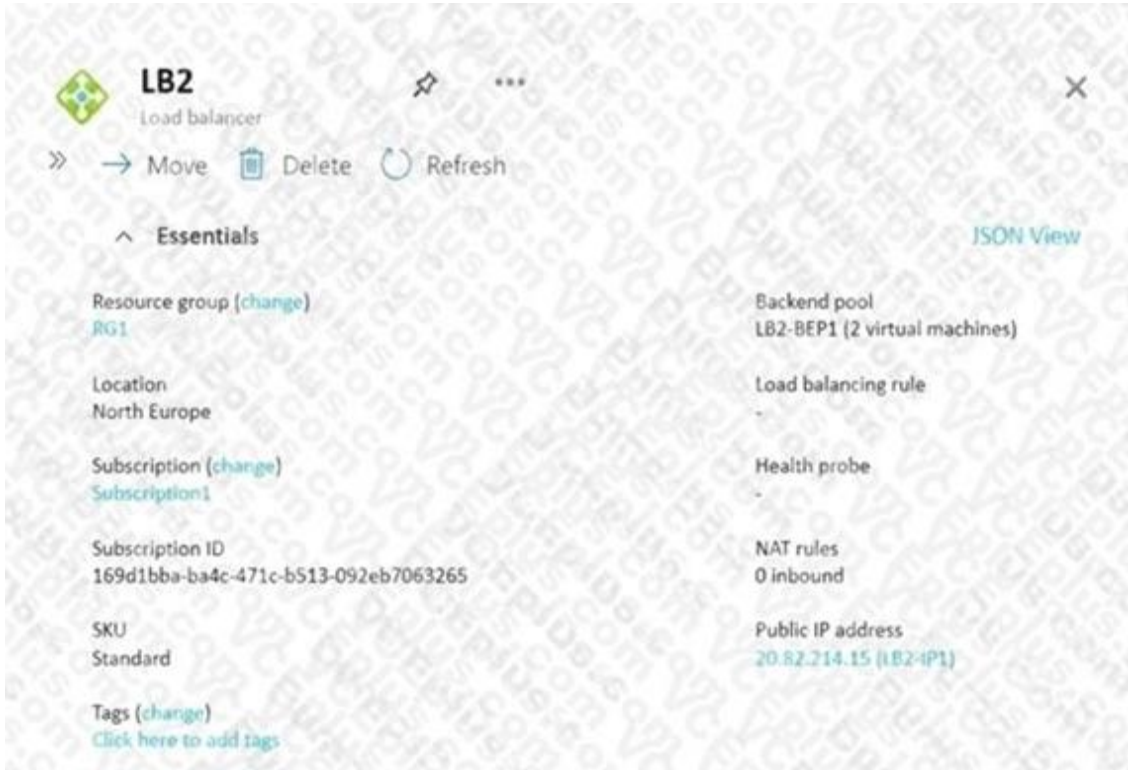 LB2
Load balancer
Move Delete Refresh
Essentials
JSON View
Resource group (change)
RG1
Location
North Europe
Subscription (change)
Subscription1
Subscription ID
169d1bba-ba4c-471c-b513-092eb7063265
SKU
Standard
Tags (change)
Click here to add tags
Backend pool
LB2-BEP1 (2 virtual machines)
Load balancing rule
-
Health probe
-
NAT rules
0 inbound
Public IP address
20.82.214.15 (LB2-IP1)